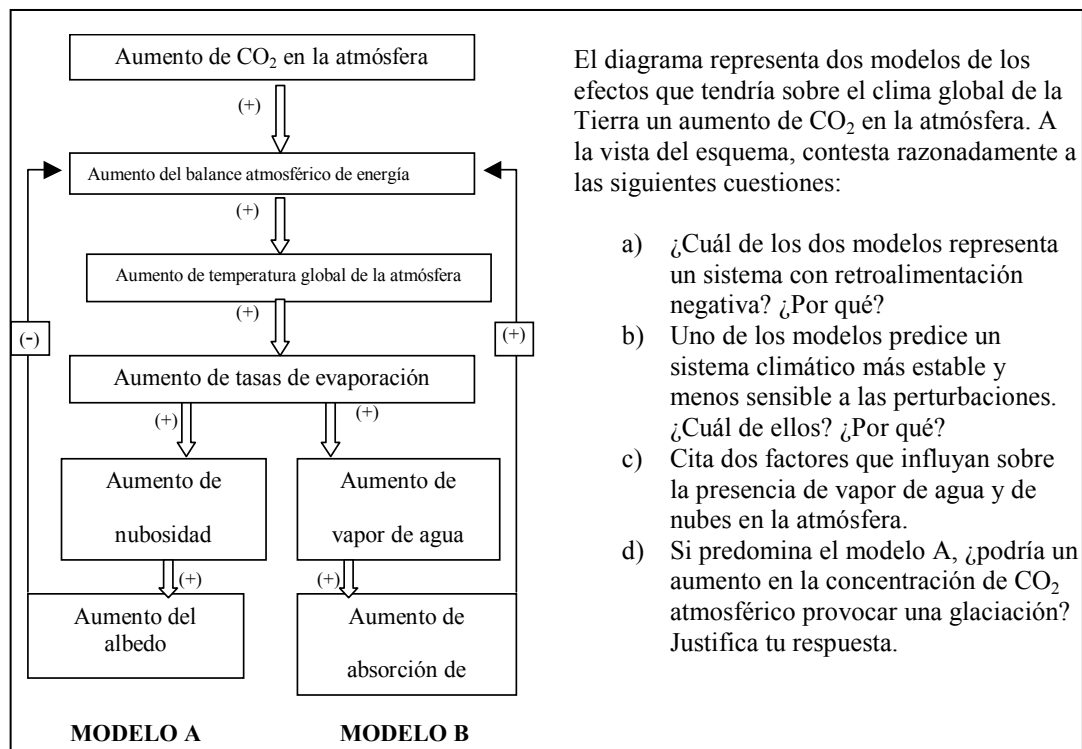 Aumento de CO₂ en la atmósfera
(+)
Aumento del balance atmosférico de energía
(+)
Aumento de temperatura global de la atmósfera
(+)
(-)
(+)
Aumento de tasas de evaporación
(+)
(+)
Aumento de
nubosidad
Aumento de
vapor de agua
(+)
(+)
Aumento del
albedo
Aumento de
absorción de
MODELO A
MODELO B
El diagrama representa dos modelos de los
efectos que tendría sobre el clima global de la
Tierra un aumento de CO₂ en la atmósfera. A
la vista del esquema, contesta razonadamente a
las siguientes cuestiones:
a) ¿Cuál de los dos modelos representa
un sistema con retroalimentación
negativa? ¿Por qué?
b) Uno de los modelos predice un
sistema climático más estable y
menos sensible a las perturbaciones.
¿Cuál de ellos? ¿Por qué?
c) Cita dos factores que influyan sobre
la presencia de vapor de agua y de
nubes en la atmósfera.
d) Si predomina el modelo A, ¿podría un
aumento en la concentración de CO₂
atmosférico provocar una glaciación?
Justifica tu respuesta.